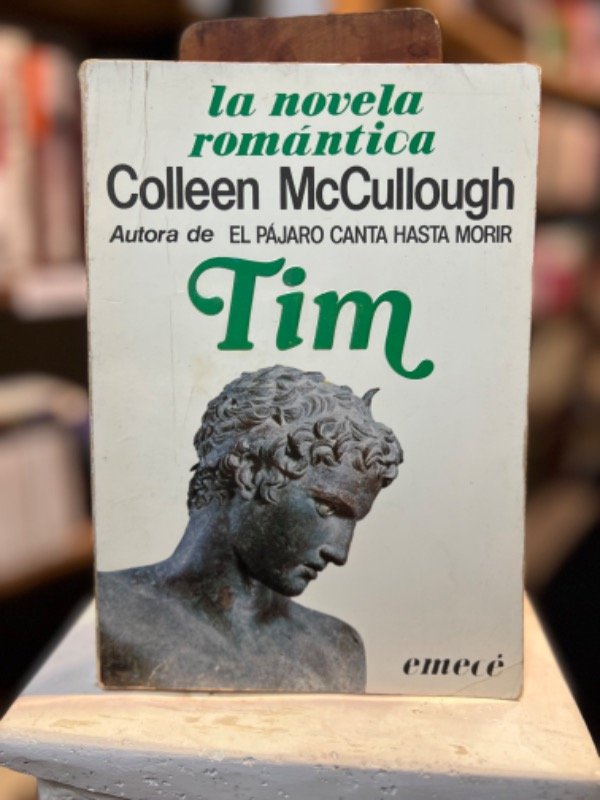 la novela
romántica
Colleen McCullough
Autora de EL PÁJARO CANTA HASTA MORIR
Tim
emecé